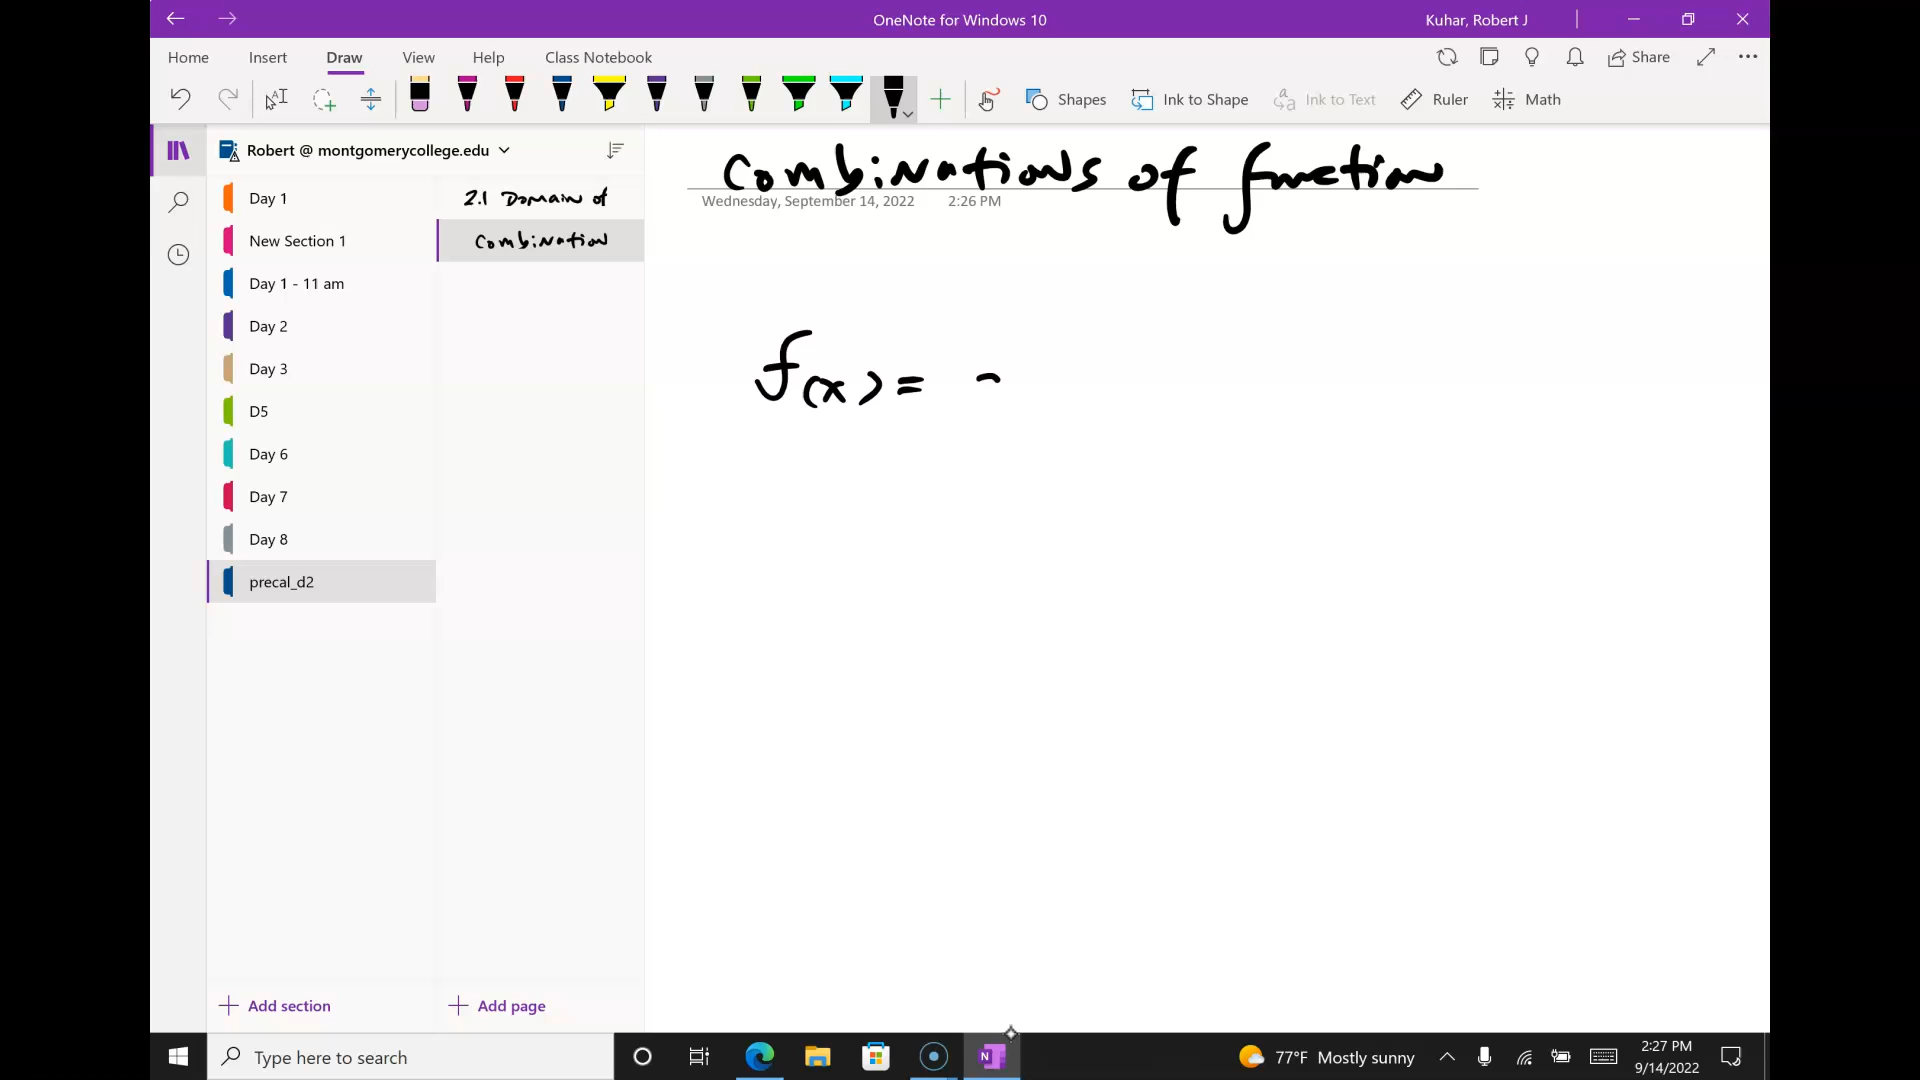 OneNote for Windows 10
Kuhar, Robert J
Home Insert Draw View Help Class Notebook
Share
Shapes Ink to Shape Ink to Text Ruler Math
Robert @ montgomerycollege.edu
Day 1
New Section 1
Day 1 - 11 am
Day 2
Day 3
D5
Day 6
Day 7
Day 8
precal_d2
Add section
2.1 Domain of
Combination
Add page
Combinations of function
Wednesday, September 14, 2022 2:26 PM
f(x) =
Type here to search
N
77°F Mostly sunny
2:27 PM
9/14/2022